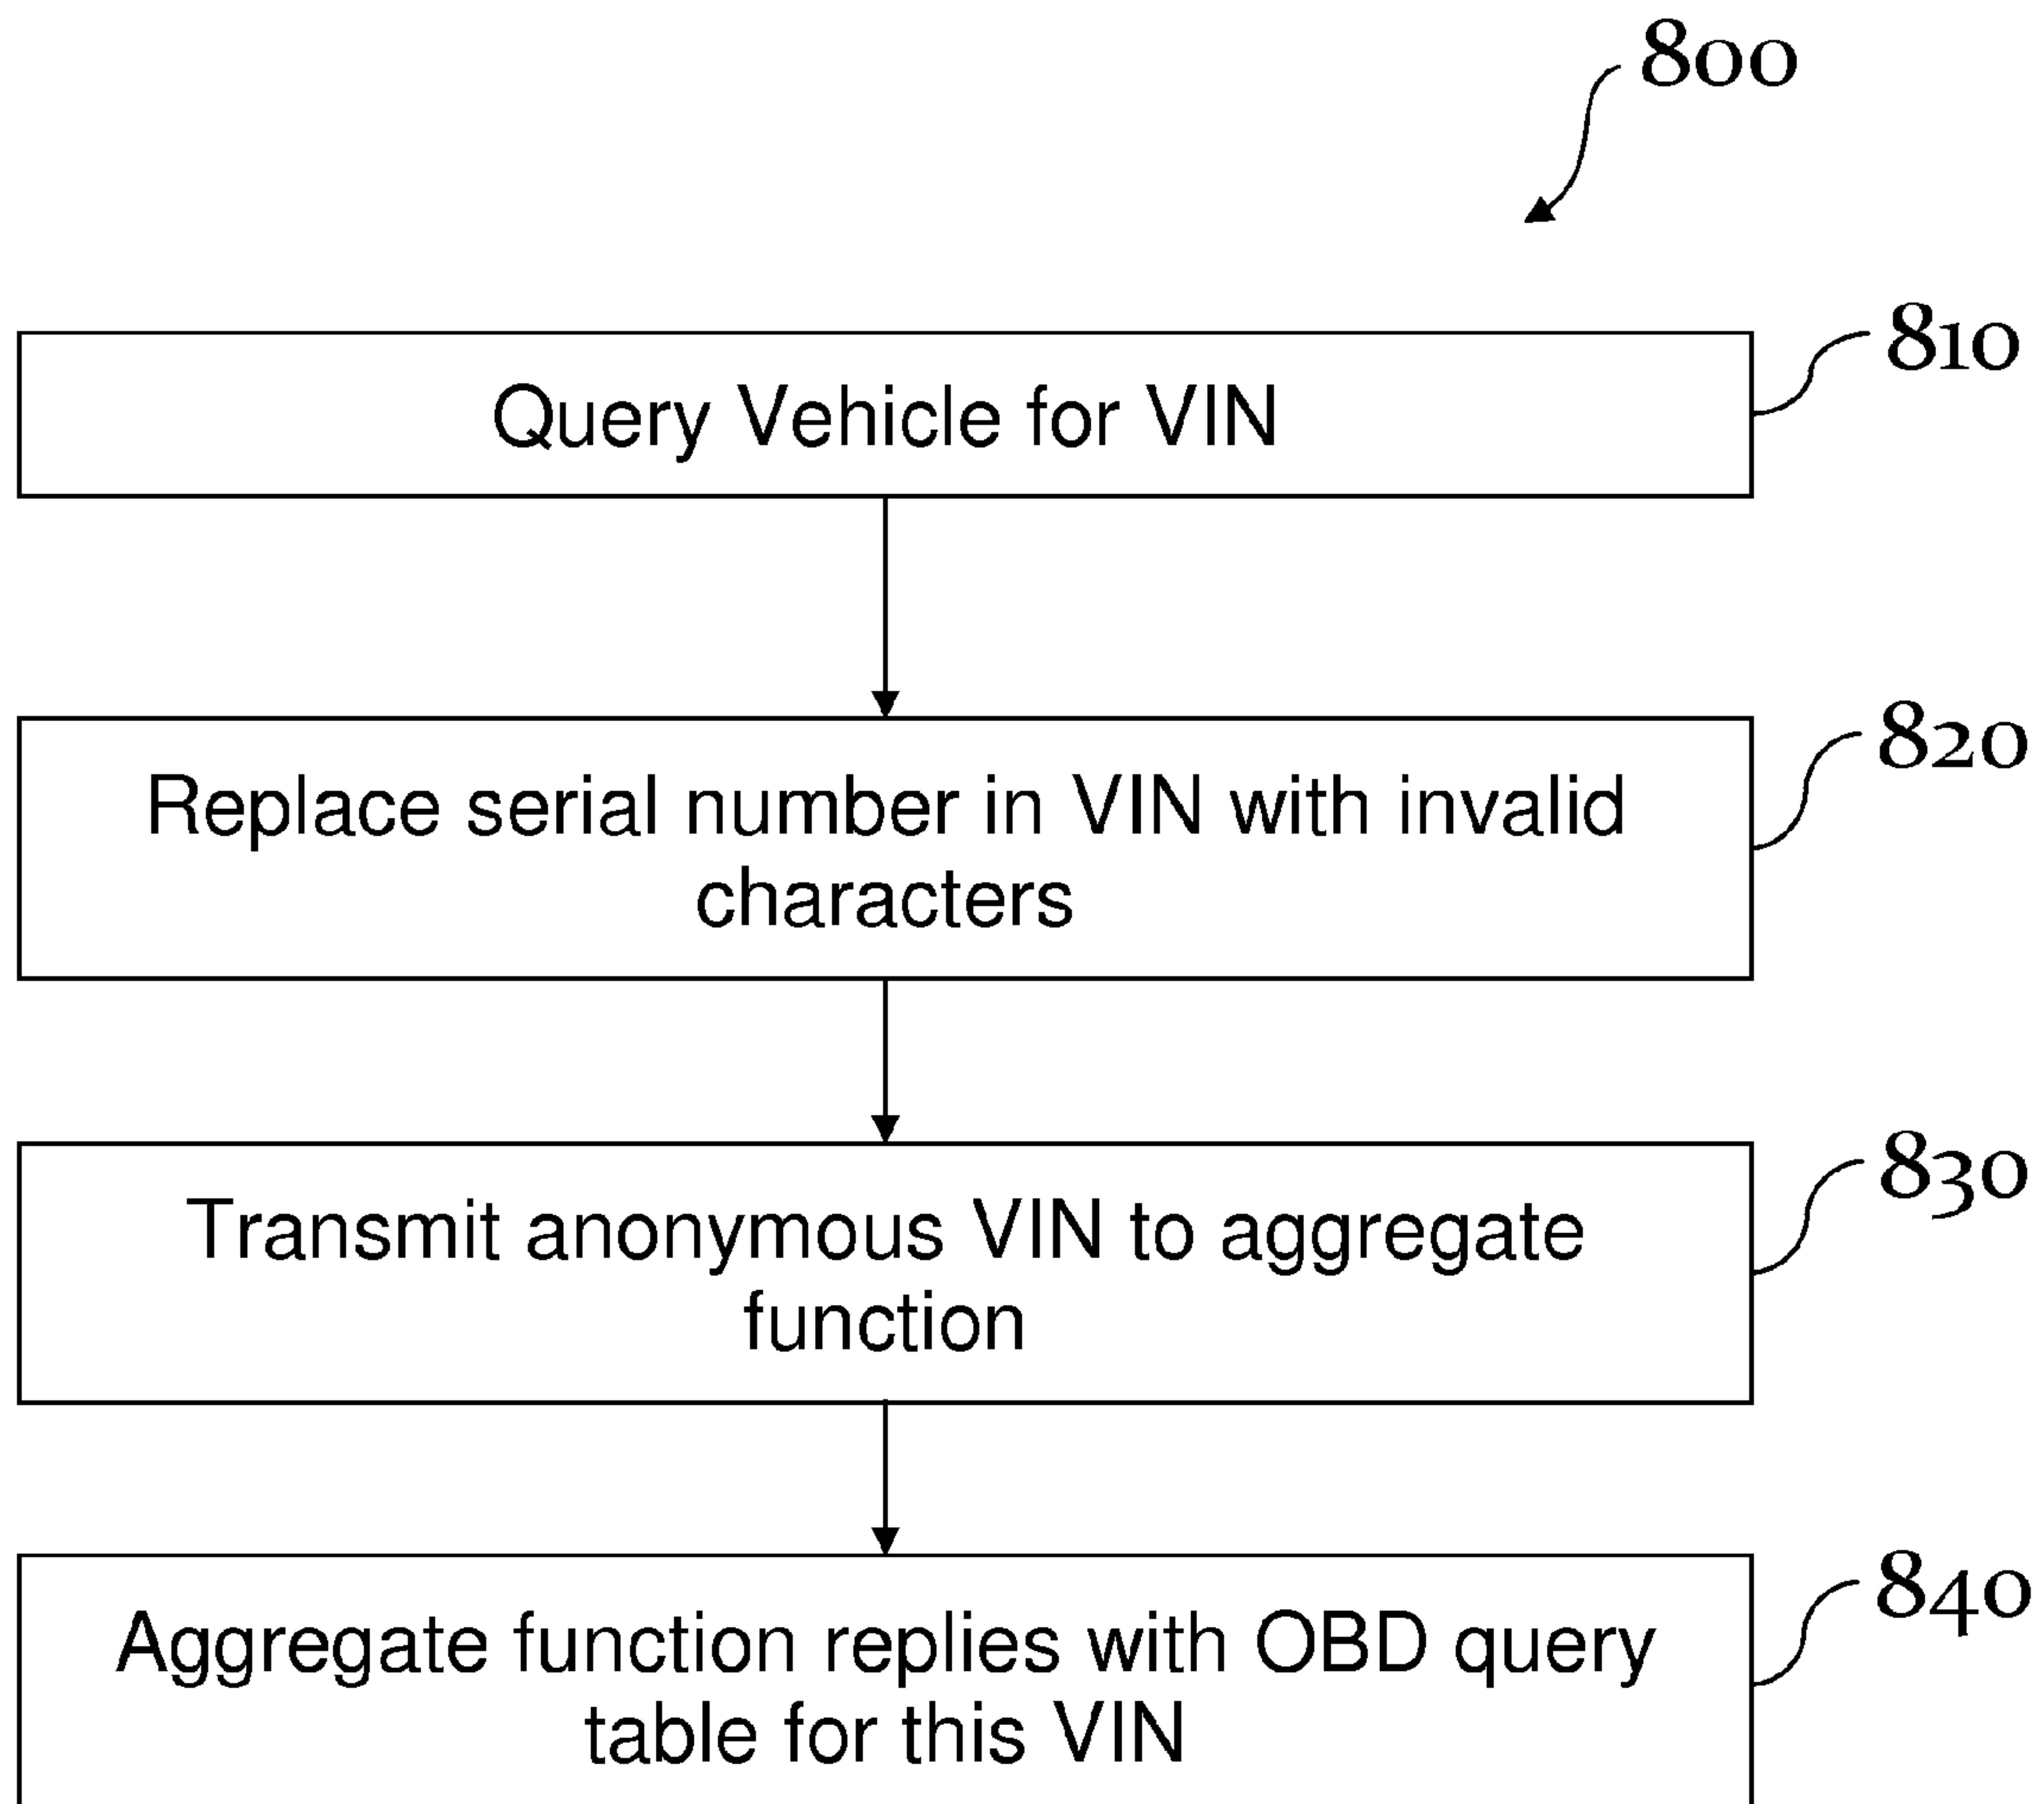 800
810
Query Vehicle for VIN
820
Replace serial number in VIN with invalid
characters
830
Transmit anonymous VIN to aggregate
function
840
Aggregate function replies with OBD query
table for this VIN